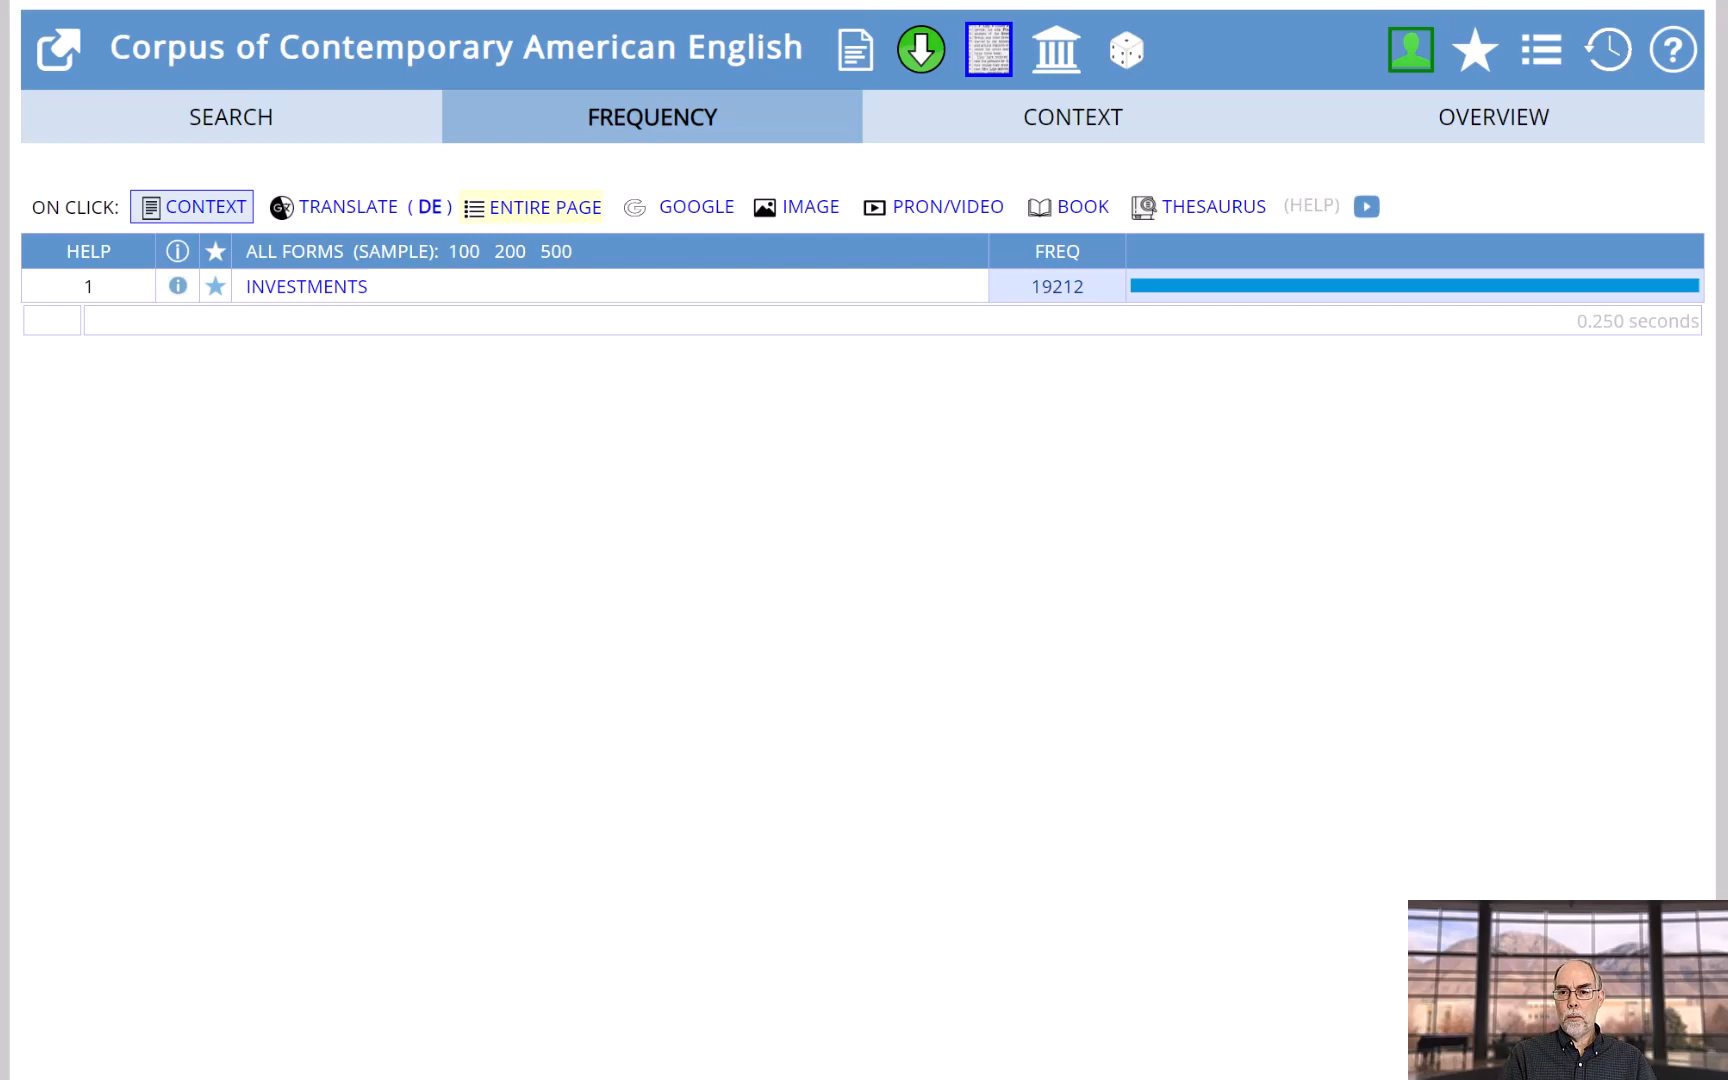 Corpus of Contemporary American English
SEARCH FREQUENCY CONTEXT OVERVIEW
ON CLICK: CONTEXT TRANSLATE ( DE ) ENTIRE PAGE GOOGLE IMAGE PRON/VIDEO BOOK THESAURUS (HELP)
HELP ALL FORMS (SAMPLE): 100 200 500 FREQ
1 INVESTMENTS 19212
0.250 seconds